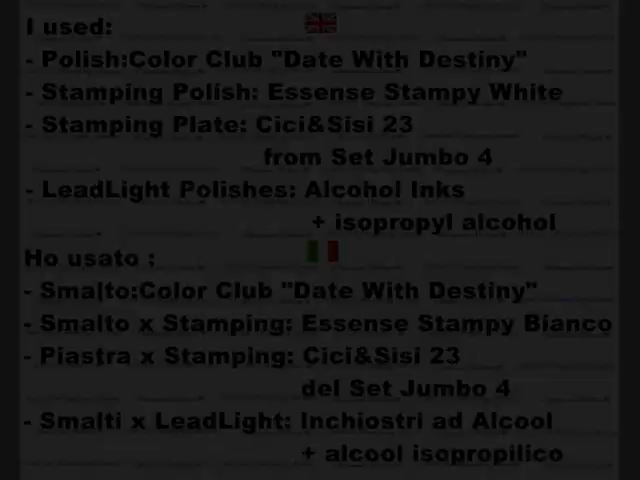 I used:
- Polish:Color Club "Date With Destiny"
- Stamping Polish: Essense Stampy White
- Stamping Plate: Cici&Sisi 23
from Set Jumbo 4
- LeadLight Polishes: Alcohol Inks
+ isopropyl alcohol
Ho usato :
- Smalto:Color Club "Date With Destiny"
- Smalto x Stamping: Essense Stampy Bianco
- Piastra x Stamping: Cici&Sisi 23
del Set Jumbo 4
- Smalti x LeadLight: Inchiostri ad Alcool
+ alcool isopropilico